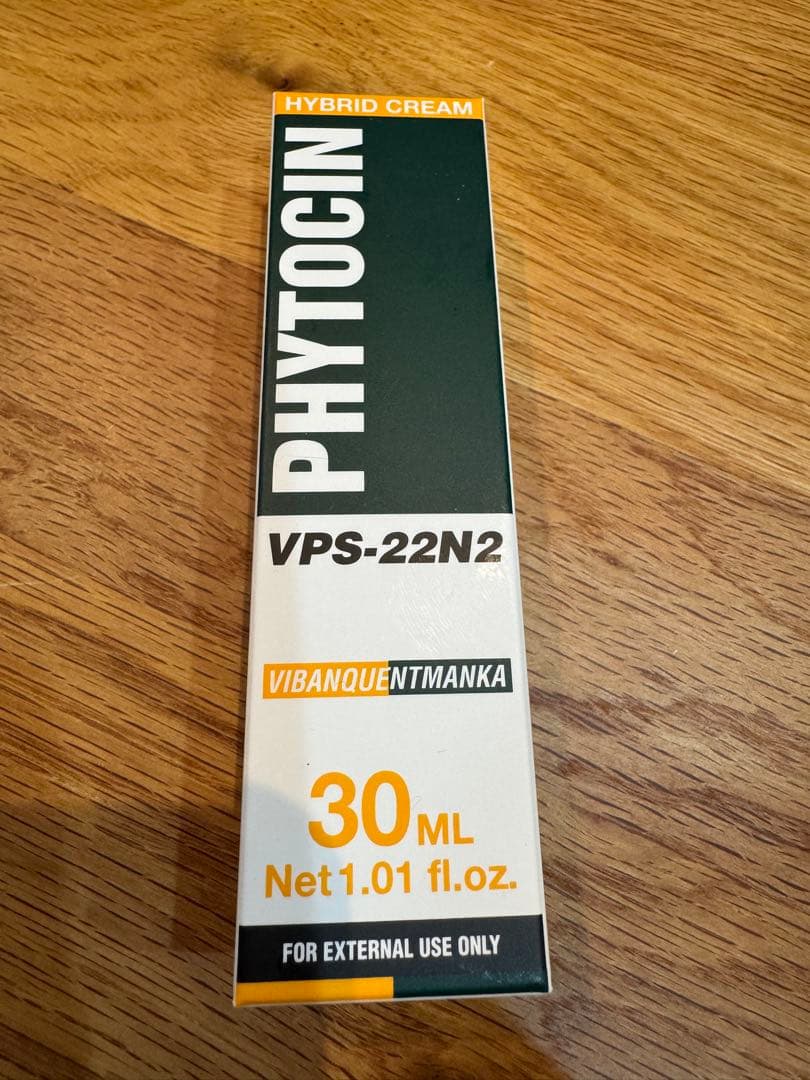 HYBRID CREAM
PHYTOCIN
VPS-22N2
VIBANQUENTMANKA
30ML
Net1.01 fl.oz.
FOR EXTERNAL USE ONLY